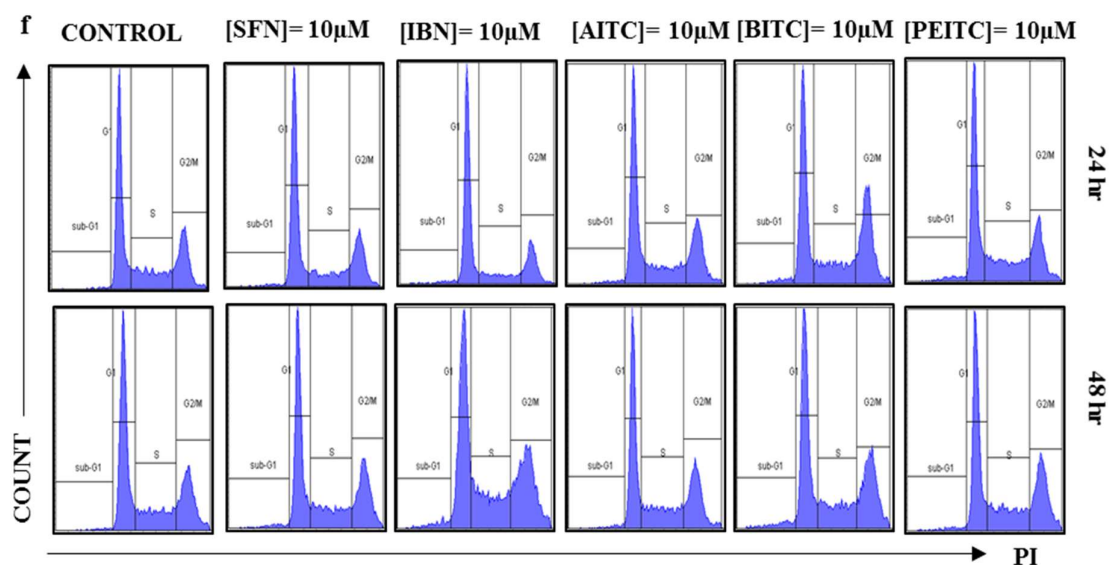 f
CONTROL [SFN]= 10µM [IBN]= 10µM [AITC]= 10µM [BITC]= 10µM [PEITC]= 10µM
G1 G1 G1 G1 G1 G1
G2/M G2/M G2/M G2/M G2/M G2/M
S S S S S S
sub-G1 sub-G1 sub-G1 sub-G1 sub-G1 sub-G1
24 hr
G1 G1 G1 G1 G1 G1
G2/M G2/M G2/M G2/M G2/M G2/M
S S S S S S
sub-G1 sub-G1 sub-G1 sub-G1 sub-G1 sub-G1
48 hr
COUNT
PI